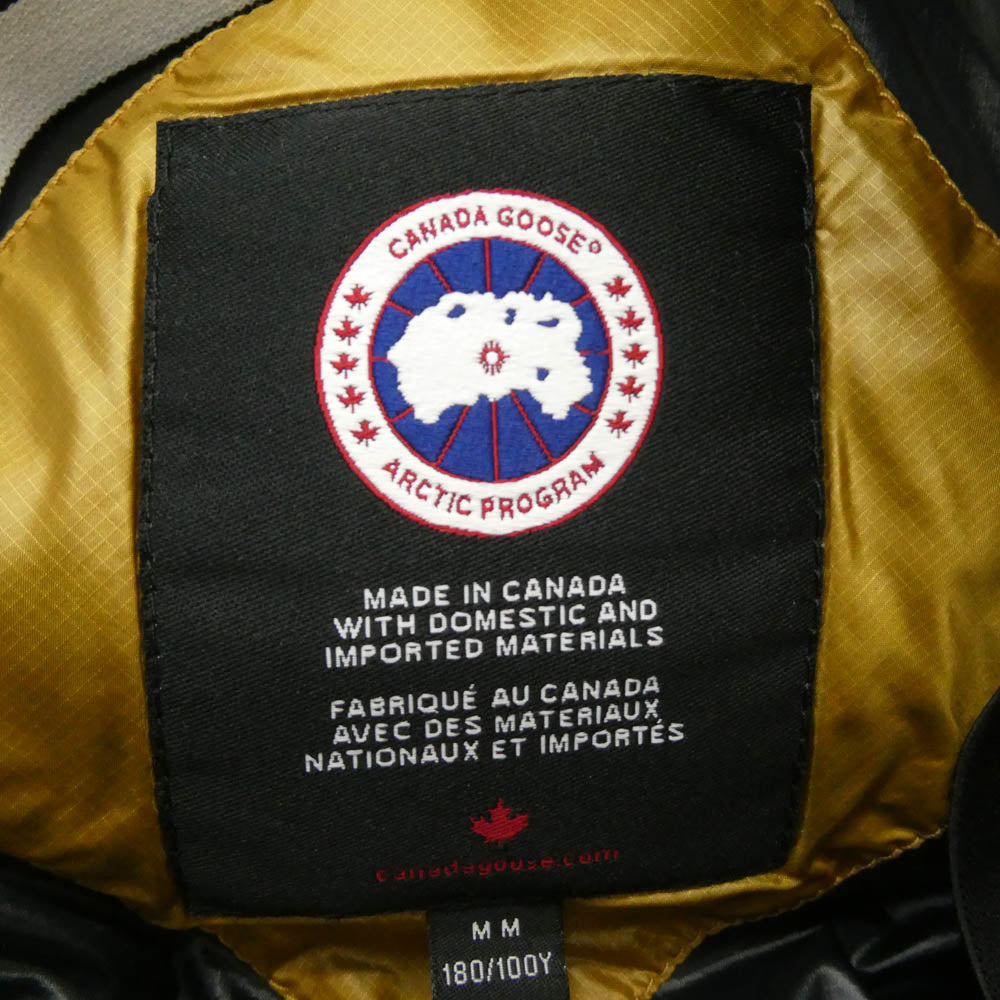 CANADA GOOSE®
ARCTIC PROGRAM
MADE IN CANADA
WITH DOMESTIC AND
IMPORTED MATERIALS
FABRIQUÉ AU CANADA
AVEC DES MATERIAUX
NATIONAUX ET IMPORTÉS
canadagoose.com
M M
180/100Y